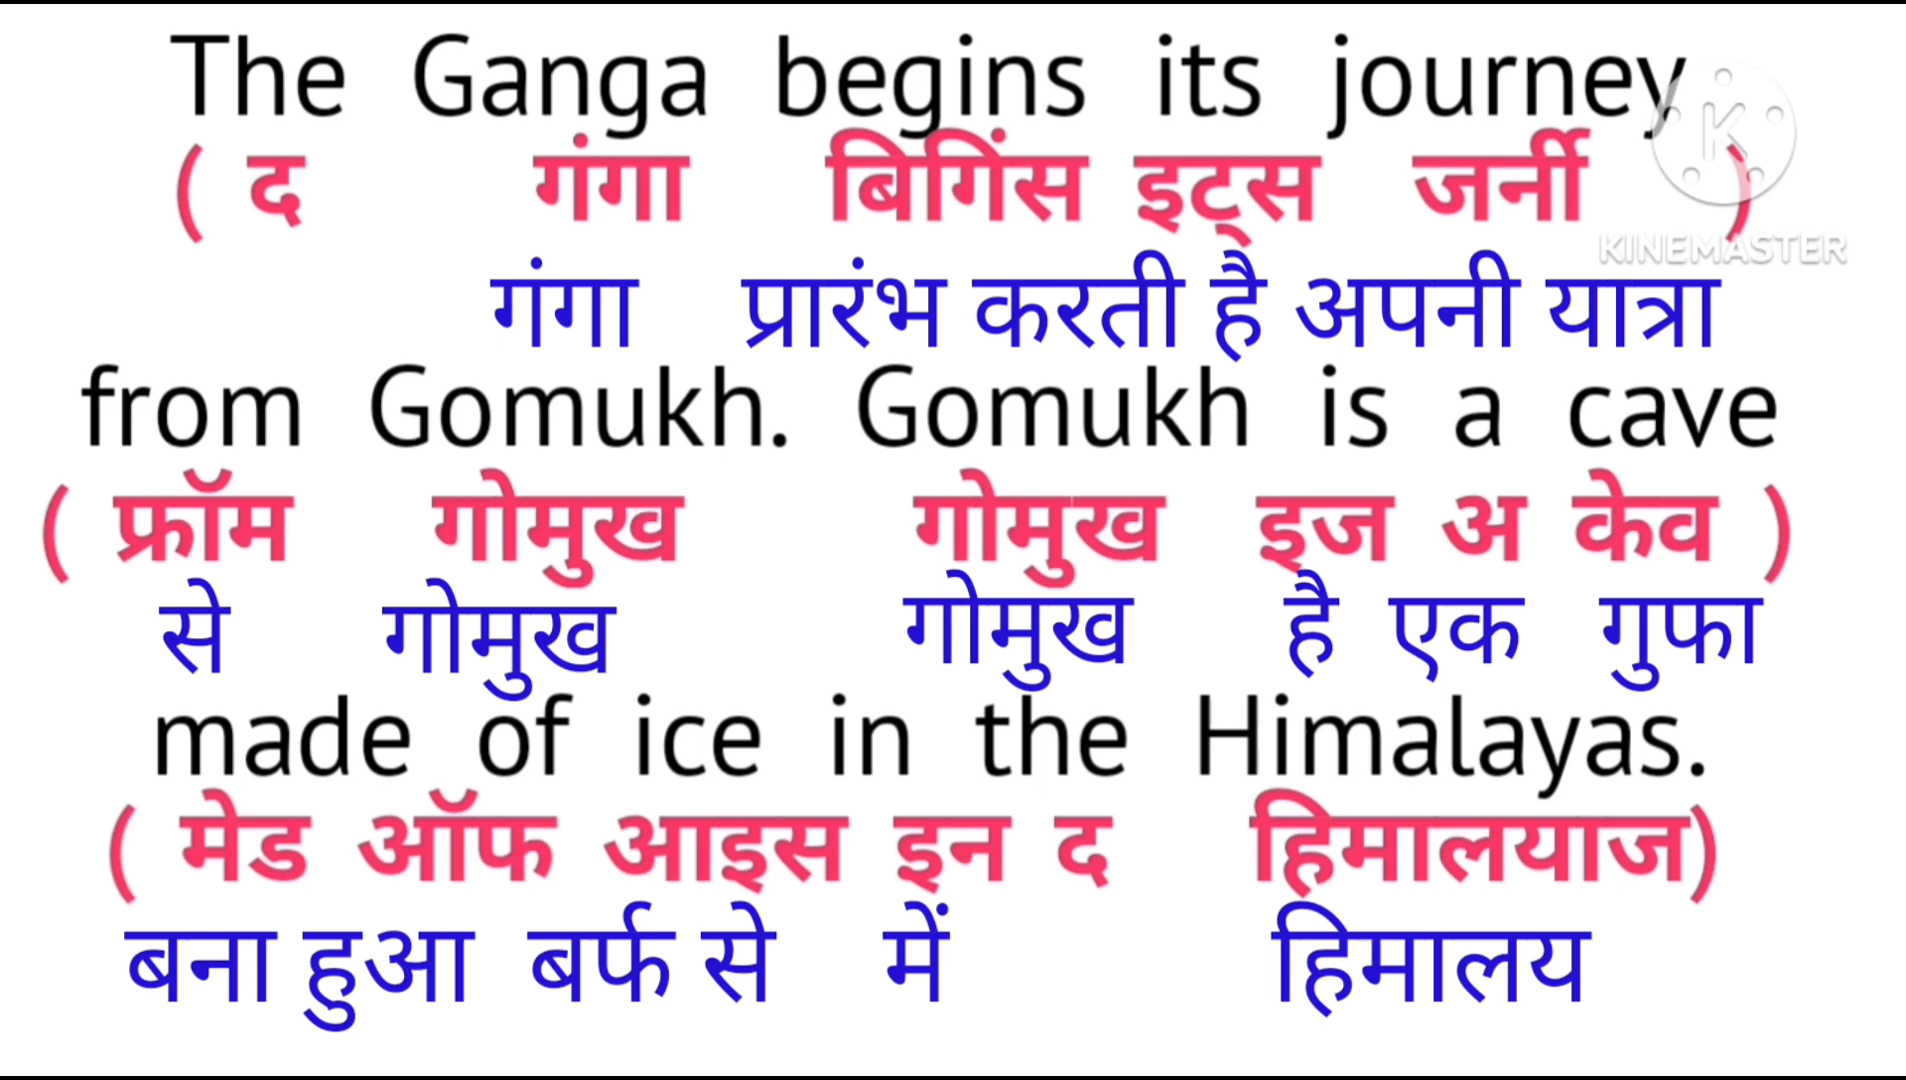 The Ganga begins its journey
( द गंगा बिगिंस इट्स जर्नी )
KINEMASTER
गंगा प्रारंभ करती है अपनी यात्रा
from Gomukh. Gomukh is a cave
( फ्रॉम गोमुख गोमुख इज अ केव )
से गोमुख गोमुख है एक गुफा
made of ice in the Himalayas.
( मेड ऑफ आइस इन द हिमालयाज)
बना हुआ बर्फ से में हिमालय